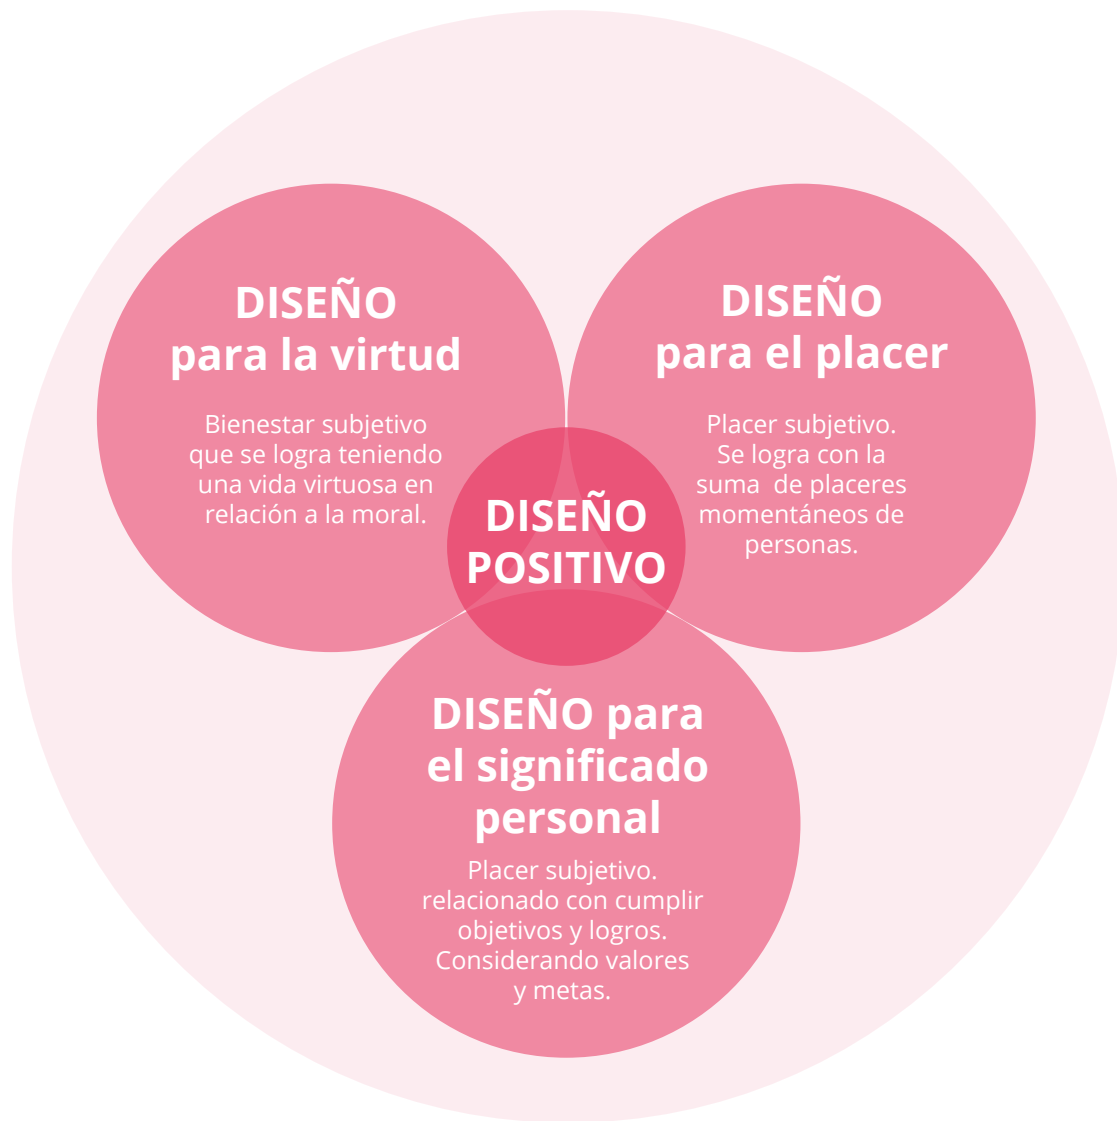 DISEÑO
para la virtud
Bienestar subjetivo
que se logra teniendo
una vida virtuosa en
relación a la moral.
DISEÑO
para el placer
Placer subjetivo.
Se logra con la
suma  de placeres
momentáneos de
personas.
DISEÑO
POSITIVO
DISEÑO para
el significado
personal
Placer subjetivo.
relacionado con cumplir
objetivos y logros.
Considerando valores
y metas.